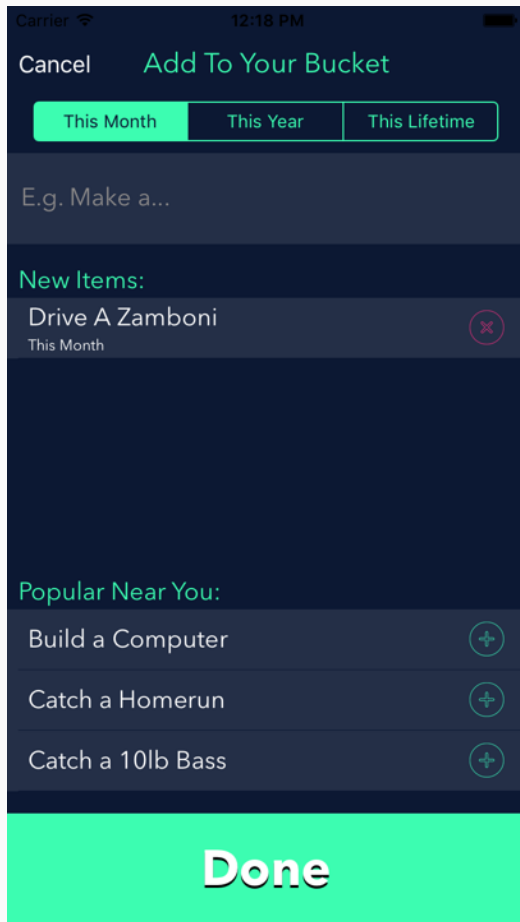 Carrier 12:18 PM
Cancel Add To Your Bucket
This Month This Year This Lifetime
E.g. Make a...
New Items:
Drive A Zamboni
This Month
Popular Near You:
Build a Computer
Catch a Homerun
Catch a 10lb Bass
Done